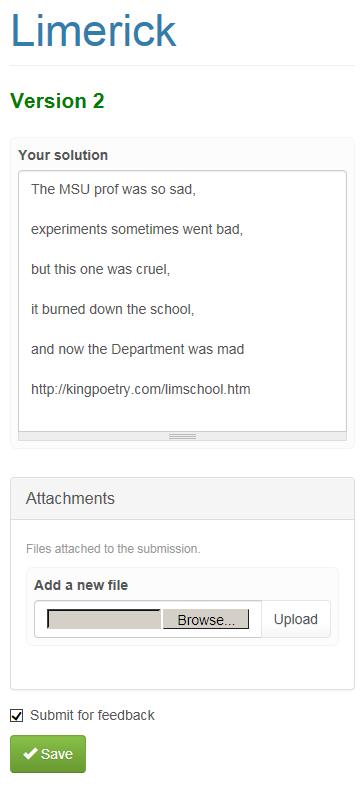 Limerick
Version 2
Your solution
The MSU prof was so sad,
experiments sometimes went bad,
but this one was cruel,
it burned down the school,
and now the Department was mad
http://kingpoetry.com/limschool.htm
Attachments
Files attached to the submission.
Add a new file
Browse...
Upload
Submit for feedback
Save